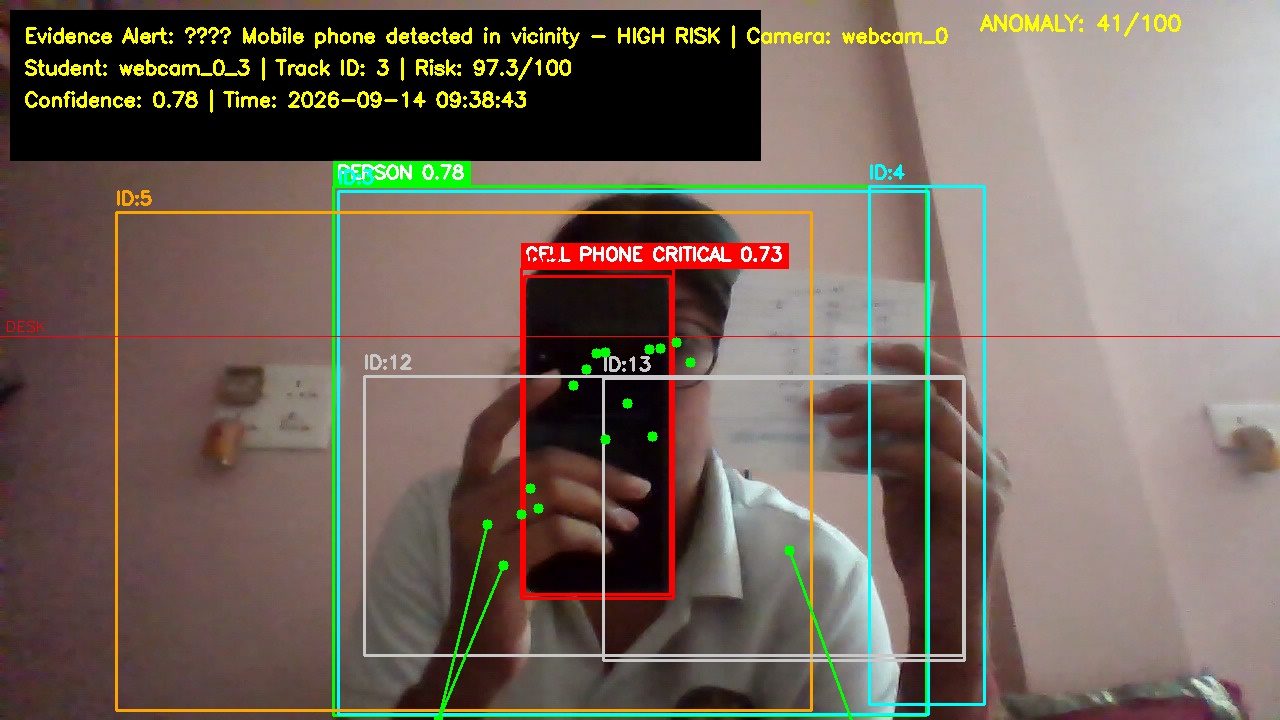 Evidence Alert: ???? Mobile phone detected in vicinity - HIGH RISK | Camera: webcam_0
ANOMALY: 41/100
Student: webcam_0_3 | Track ID: 3 | Risk: 97.3/100
Confidence: 0.78 | Time: 2026-09-14 09:38:43
PERSON 0.78
ID:4
ID:5
CELL PHONE CRITICAL 0.73
DESK
ID:12
ID:13